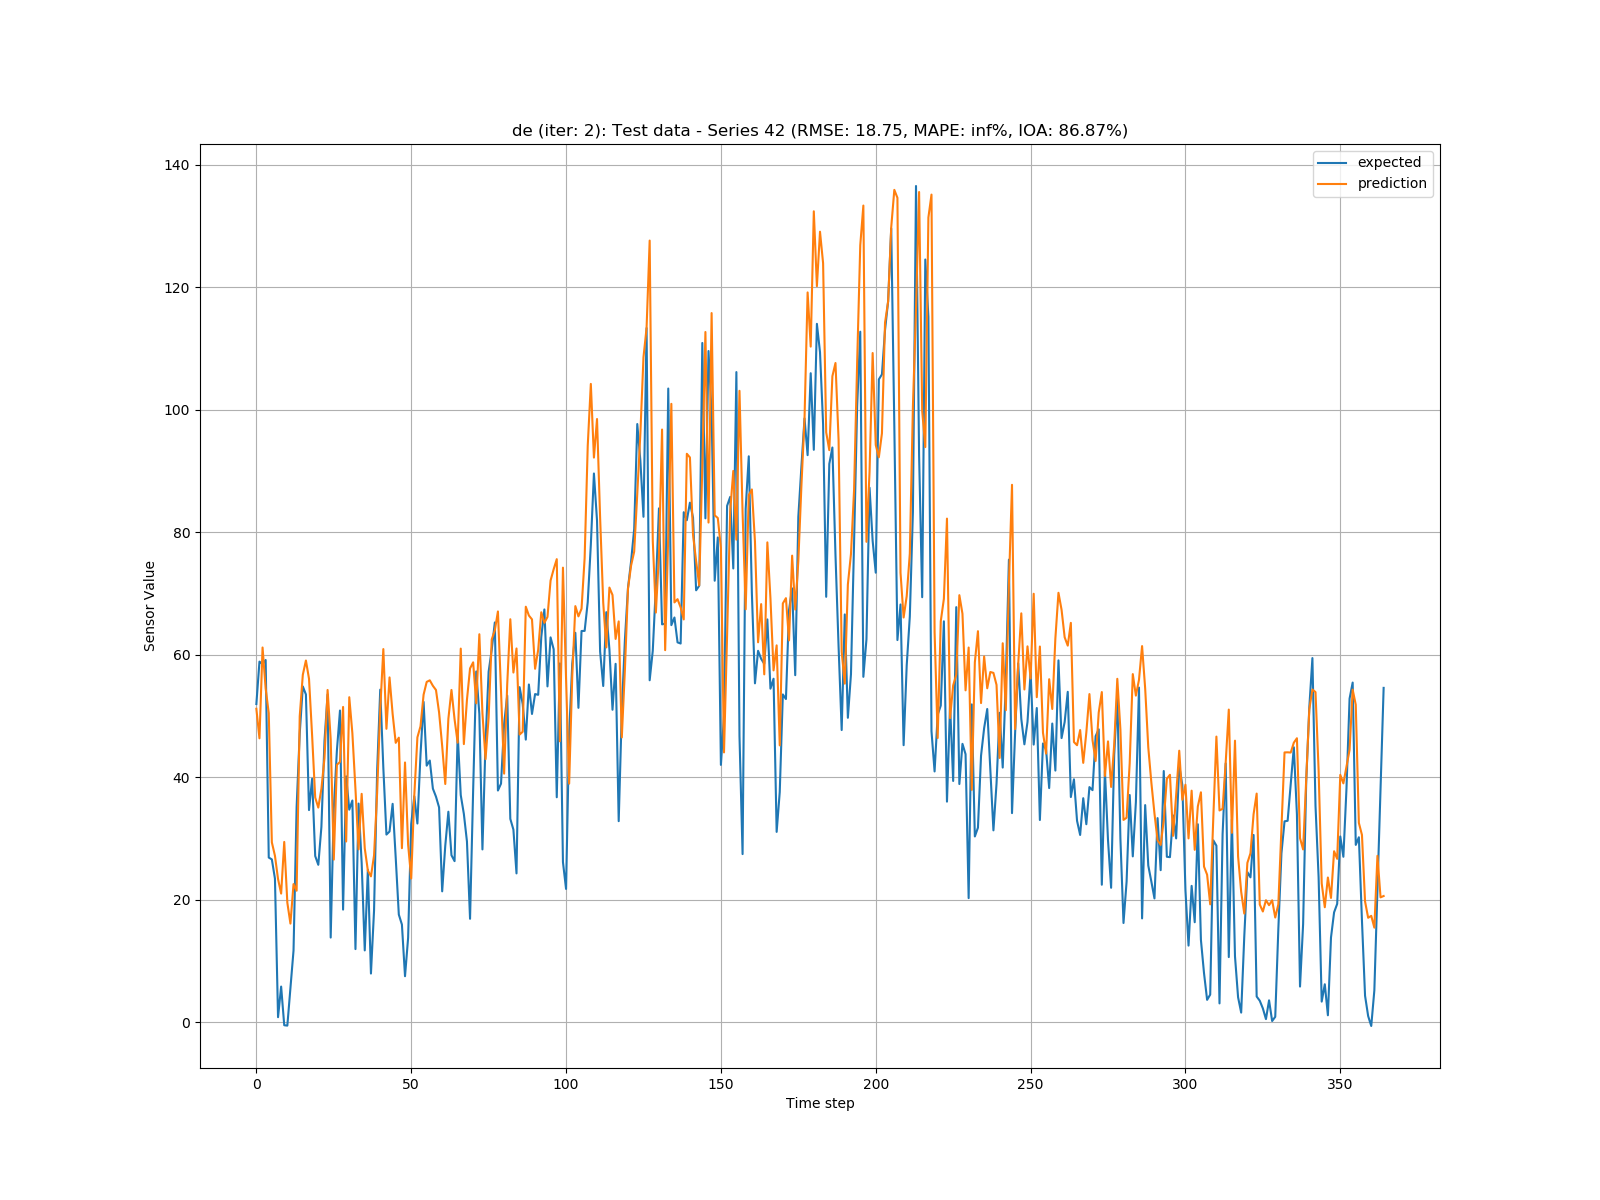 de (iter: 2): Test data - Series 42 (RMSE: 18.75, MAPE: inf%, IOA: 86.87%)
expected
prediction
140
120
100
80
60
40
20
0
Sensor Value
0 50 100 150 200 250 300 350
Time step